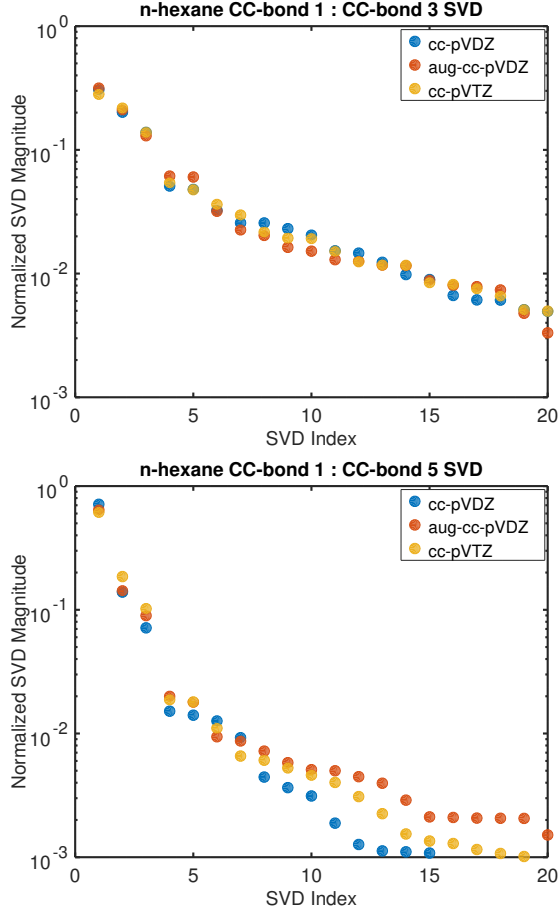 n-hexane CC-bond 1 : CC-bond 3 SVD
10^0
10^-1
10^-2
10^-3
Normalized SVD Magnitude
cc-pVDZ
aug-cc-pVDZ
cc-pVTZ
0 5 10 15 20
SVD Index
n-hexane CC-bond 1 : CC-bond 5 SVD
10^0
10^-1
10^-2
10^-3
Normalized SVD Magnitude
cc-pVDZ
aug-cc-pVDZ
cc-pVTZ
0 5 10 15 20
SVD Index